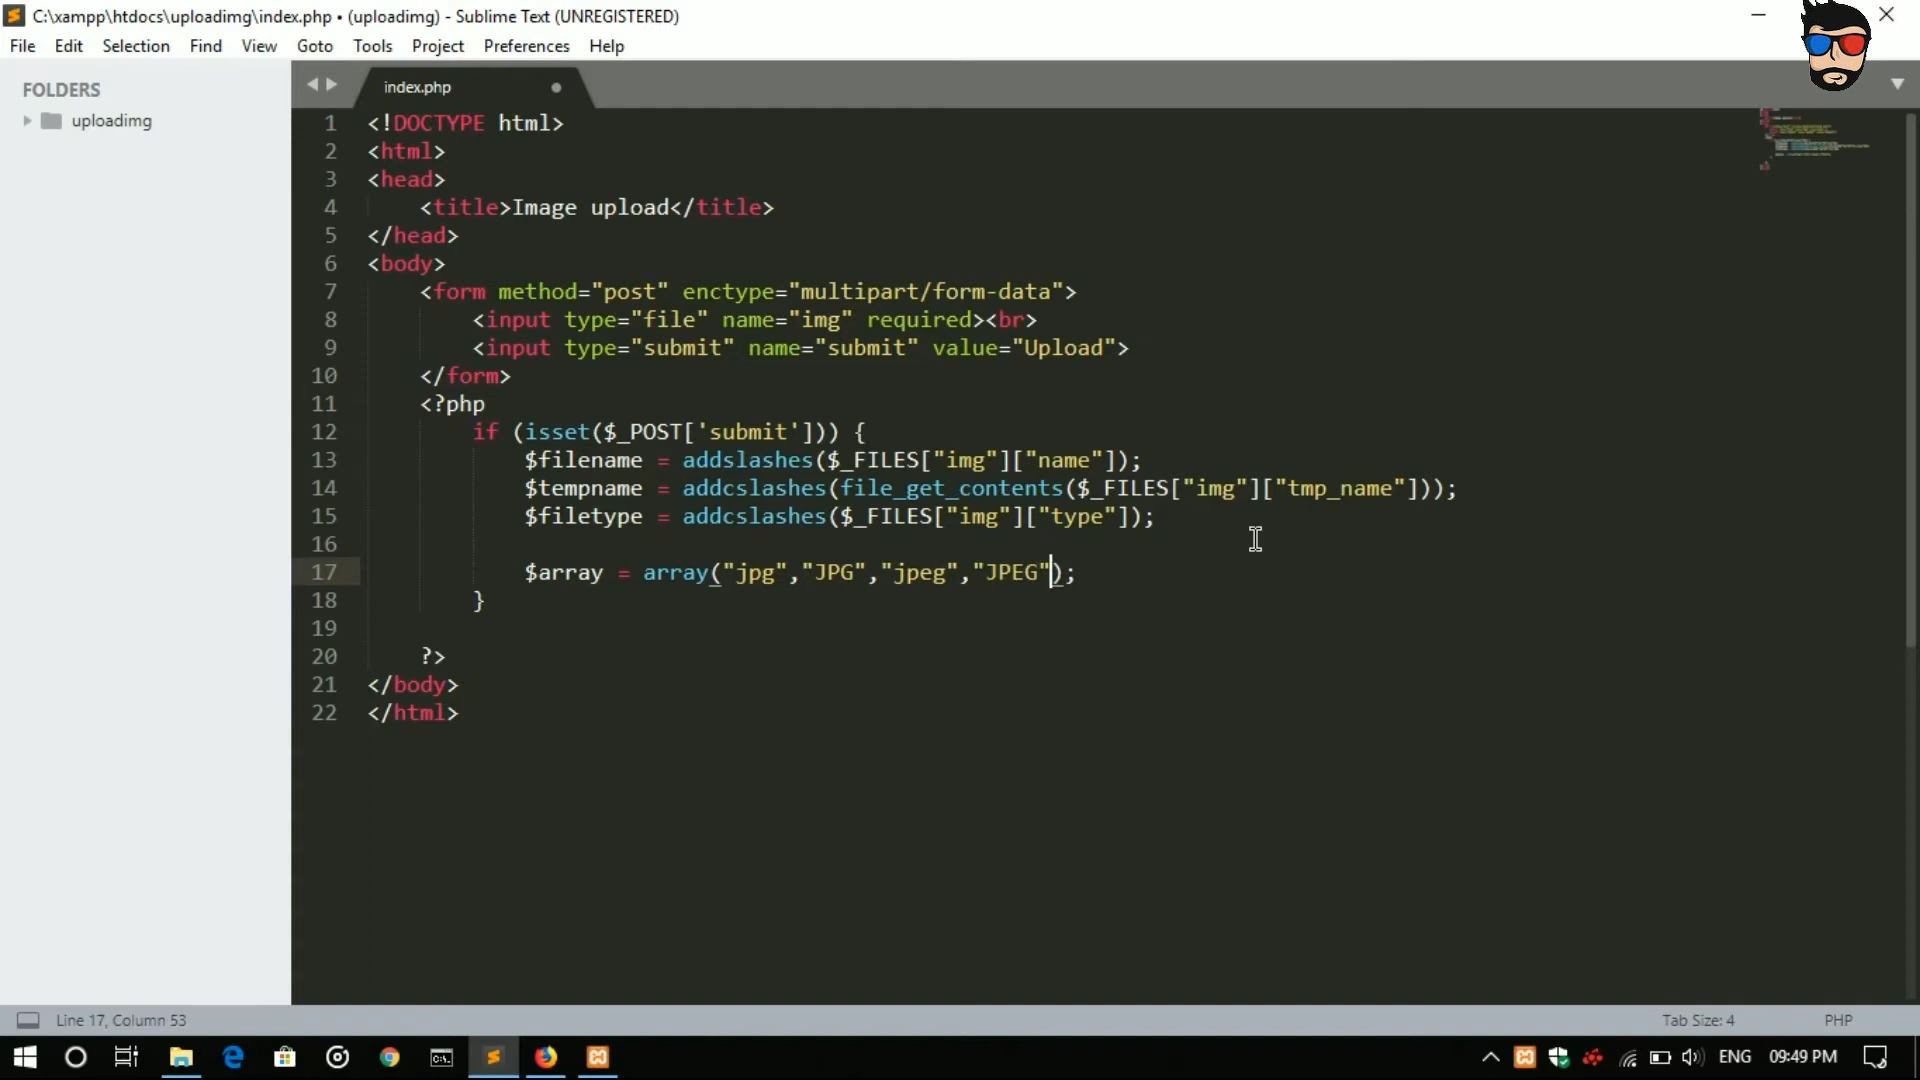 C:\xampp\htdocs\uploadimg\index.php • (uploadimg) - Sublime Text (UNREGISTERED)
File Edit Selection Find View Goto Tools Project Preferences Help
FOLDERS
uploadimg
index.php
1 <!DOCTYPE html>
2 <html>
3 <head>
4 <title>Image upload</title>
5 </head>
6 <body>
7 <form method="post" enctype="multipart/form-data">
8 <input type="file" name="img" required><br>
9 <input type="submit" name="submit" value="Upload">
10 </form>
11 <?php
12 if (isset($_POST['submit'])) {
13 $filename = addslashes($_FILES["img"]["name"]);
14 $tempname = addcslashes(file_get_contents($_FILES["img"]["tmp_name"]));
15 $filetype = addcslashes($_FILES["img"]["type"]);
16
17 $array = array("jpg","JPG","jpeg","JPEG");
18 }
19
20 ?>
21 </body>
22 </html>
Line 17, Column 53
Tab Size: 4
PHP
ENG
09:49 PM